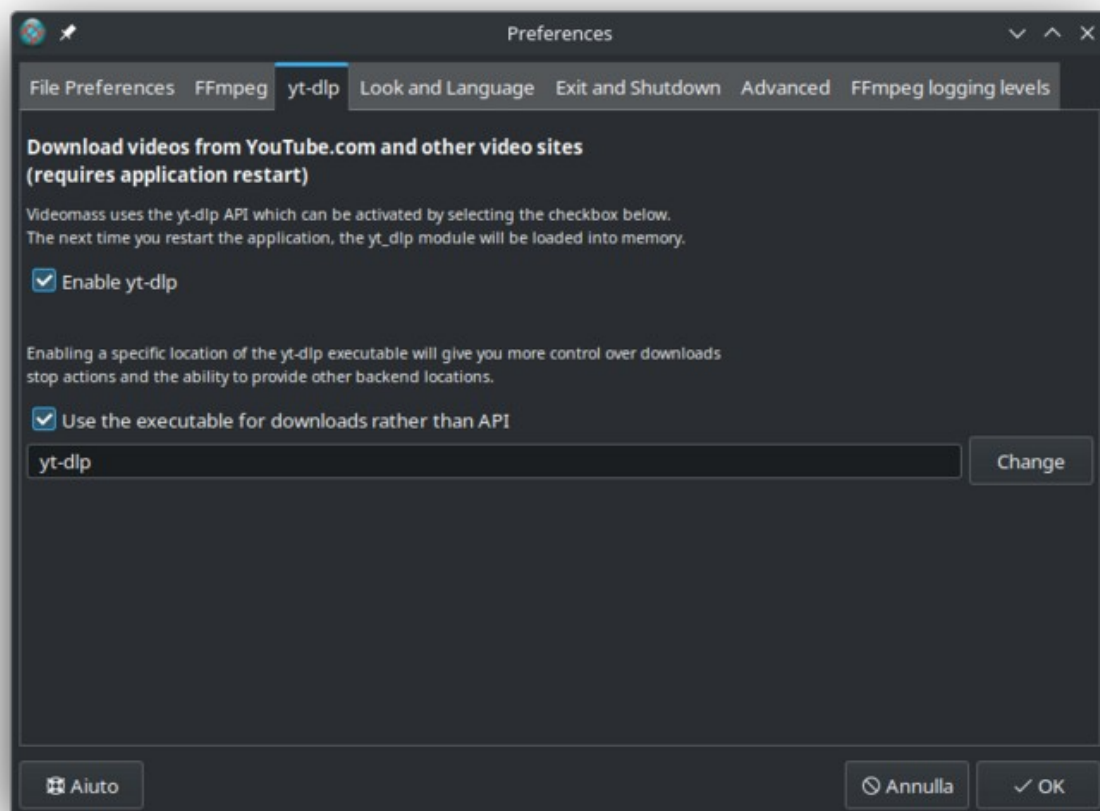 Preferences
File Preferences FFmpeg yt-dlp Look and Language Exit and Shutdown Advanced FFmpeg logging levels
Download videos from YouTube.com and other video sites
(requires application restart)
Videomass uses the yt-dlp API which can be activated by selecting the checkbox below.
The next time you restart the application, the yt_dlp module will be loaded into memory.
Enable yt-dlp
Enabling a specific location of the yt-dlp executable will give you more control over downloads
stop actions and the ability to provide other backend locations.
Use the executable for downloads rather than API
yt-dlp Change
Aiuto Annulla OK